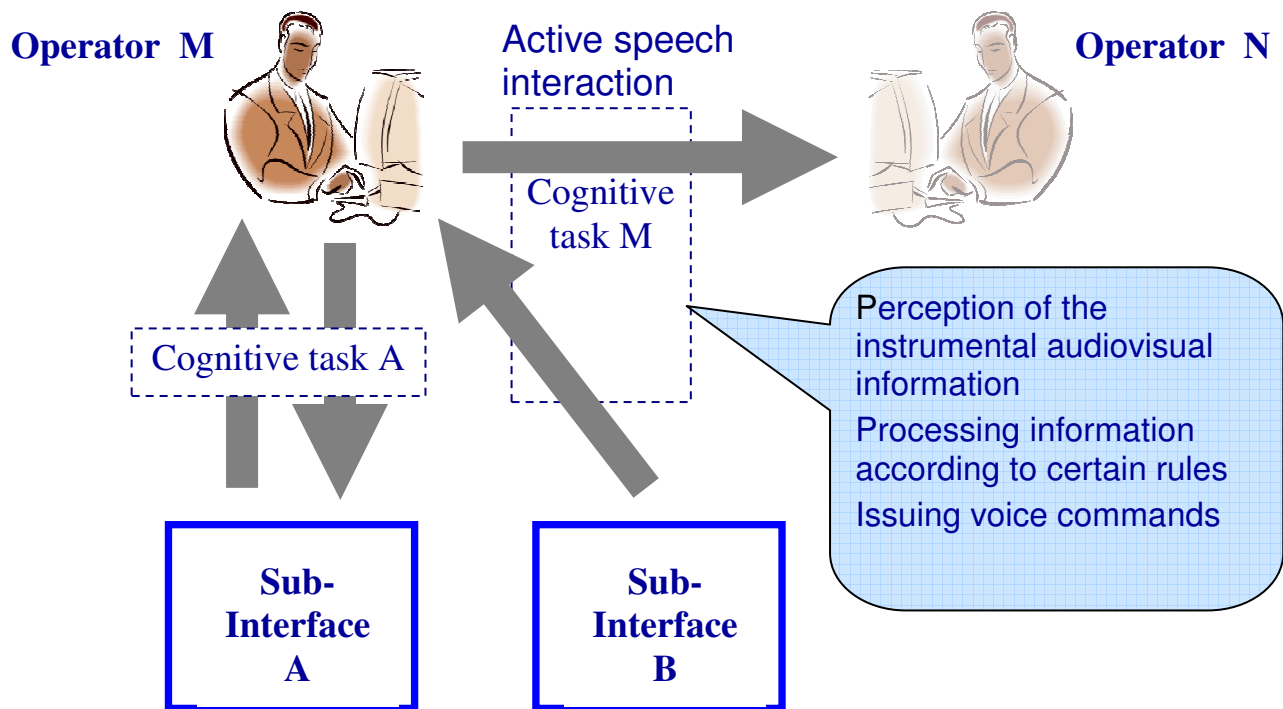 Operator M
Active speech
interaction
Operator N
Cognitive
task M
Cognitive task A
Perception of the
instrumental audiovisual
information
Processing information
according to certain rules
Issuing voice commands
Sub-
Interface
A
Sub-
Interface
B